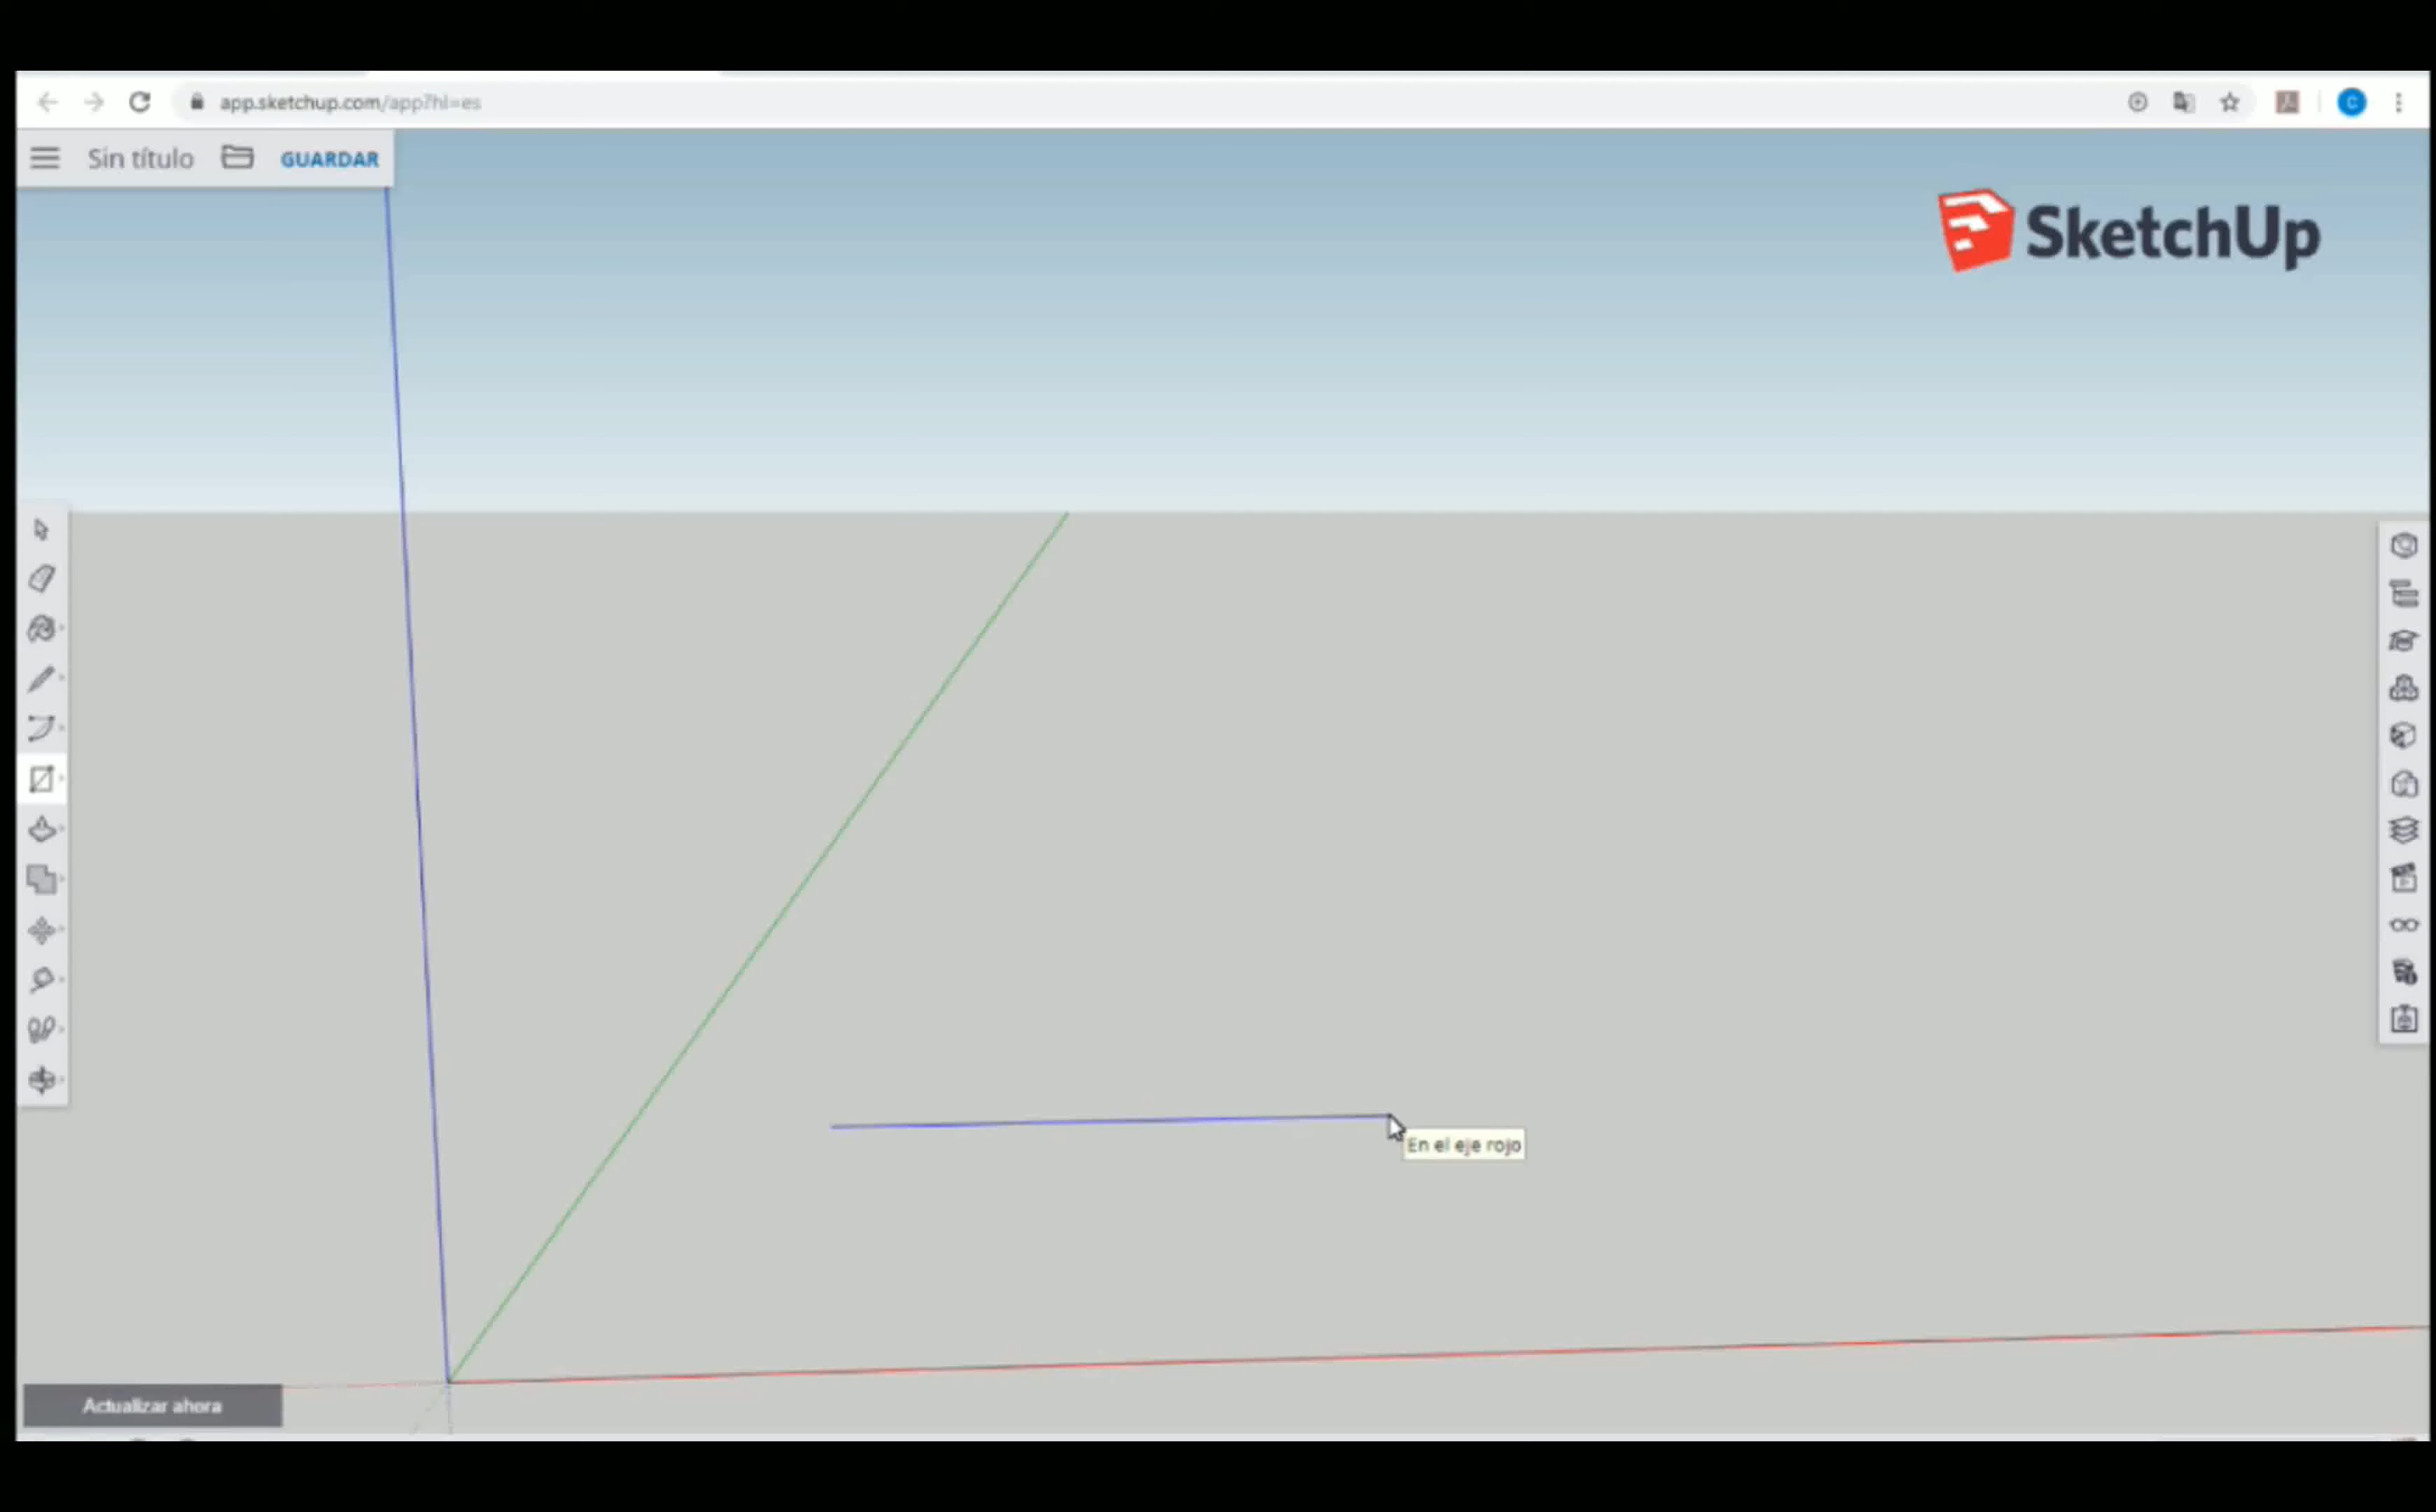 app.sketchup.com/app?hl=es
C
Sin título
GUARDAR
SketchUp
En el eje rojo
Actualizar ahora